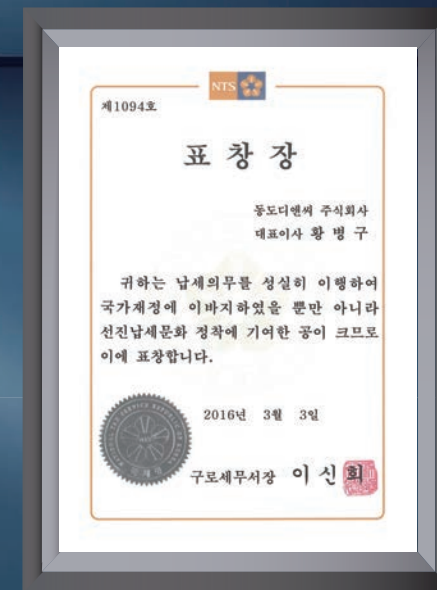 NTS
제1094호
표 창 장
동도디앤씨 주식회사
대표이사 황 병 구
귀하는 납세의무를 성실히 이행하여
국가재정에 이바지하였을 뿐만 아니라
선진납세문화 정착에 기여한 공이 크므로
이에 표창합니다.
2016년 3월 3일
구로세무서장 이 신 희